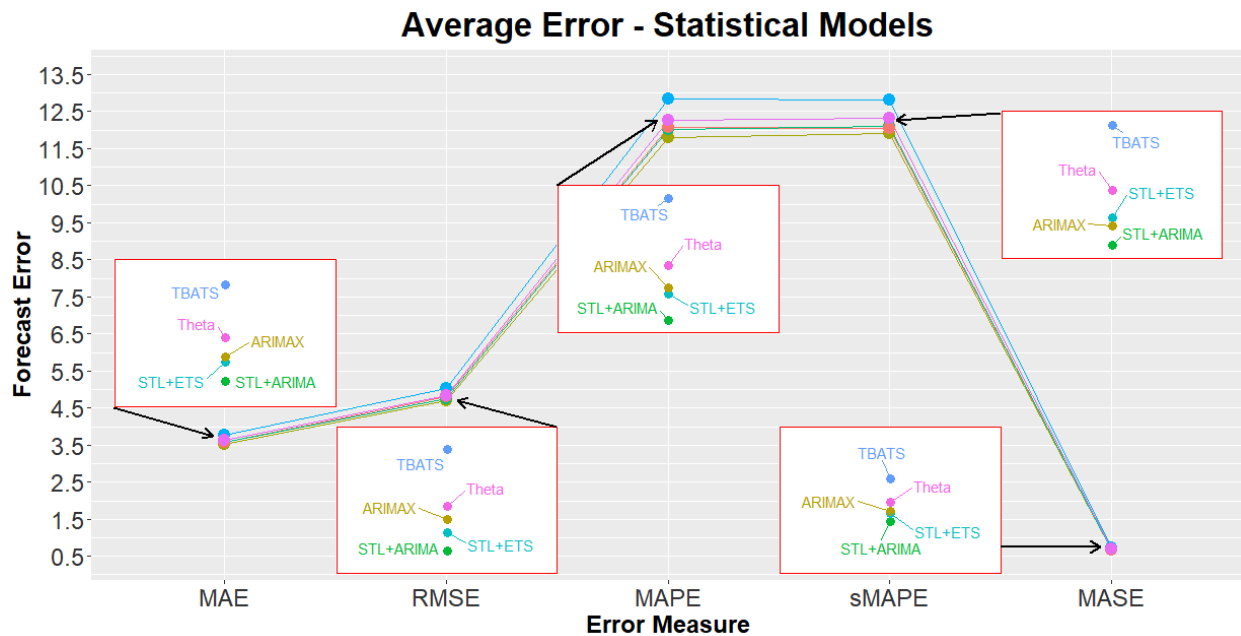 Average Error - Statistical Models
Forecast Error
13.5
12.5
11.5
10.5
9.5
8.5
7.5
6.5
5.5
4.5
3.5
2.5
1.5
0.5
TBATS
Theta
ARIMAX
STL+ETS
STL+ARIMA
TBATS
Theta
ARIMAX
STL+ARIMA
STL+ETS
TBATS
Theta
ARIMAX
STL+ARIMA
STL+ETS
TBATS
Theta
ARIMAX
STL+ETS
STL+ARIMA
TBATS
Theta
STL+ETS
ARIMAX
STL+ARIMA
MAE RMSE MAPE sMAPE MASE
Error Measure